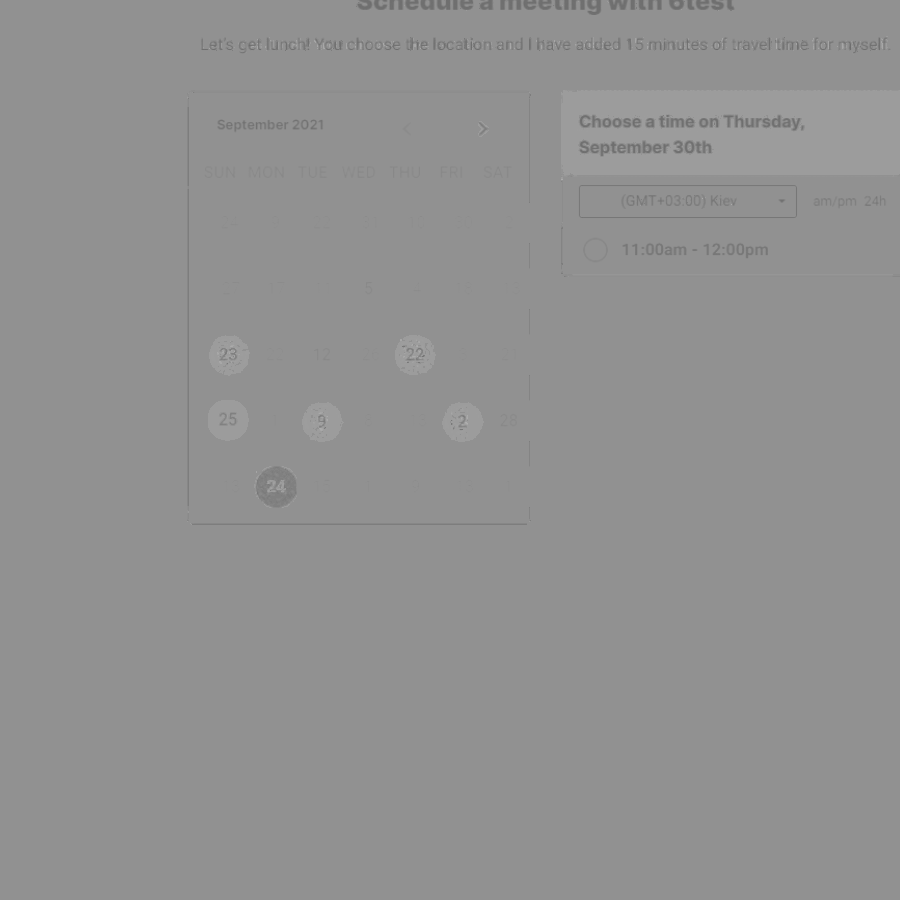 Schedule a meeting with 6test
Let's get lunch! You choose the location and I have added 15 minutes of travel time for myself.
September 2021
SUN MON TUE WED THU FRI SAT
5
23 12 22
25 9 2 28
24
Choose a time on Thursday,
September 30th
(GMT+03:00) Kiev am/pm 24h
11:00am - 12:00pm